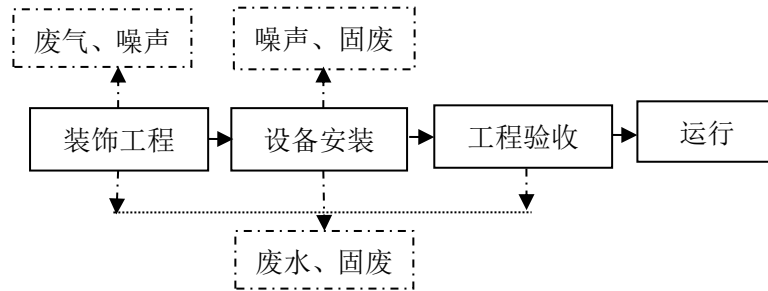 废气、噪声
噪声、固废
装饰工程
设备安装
工程验收
运行
废水、固废